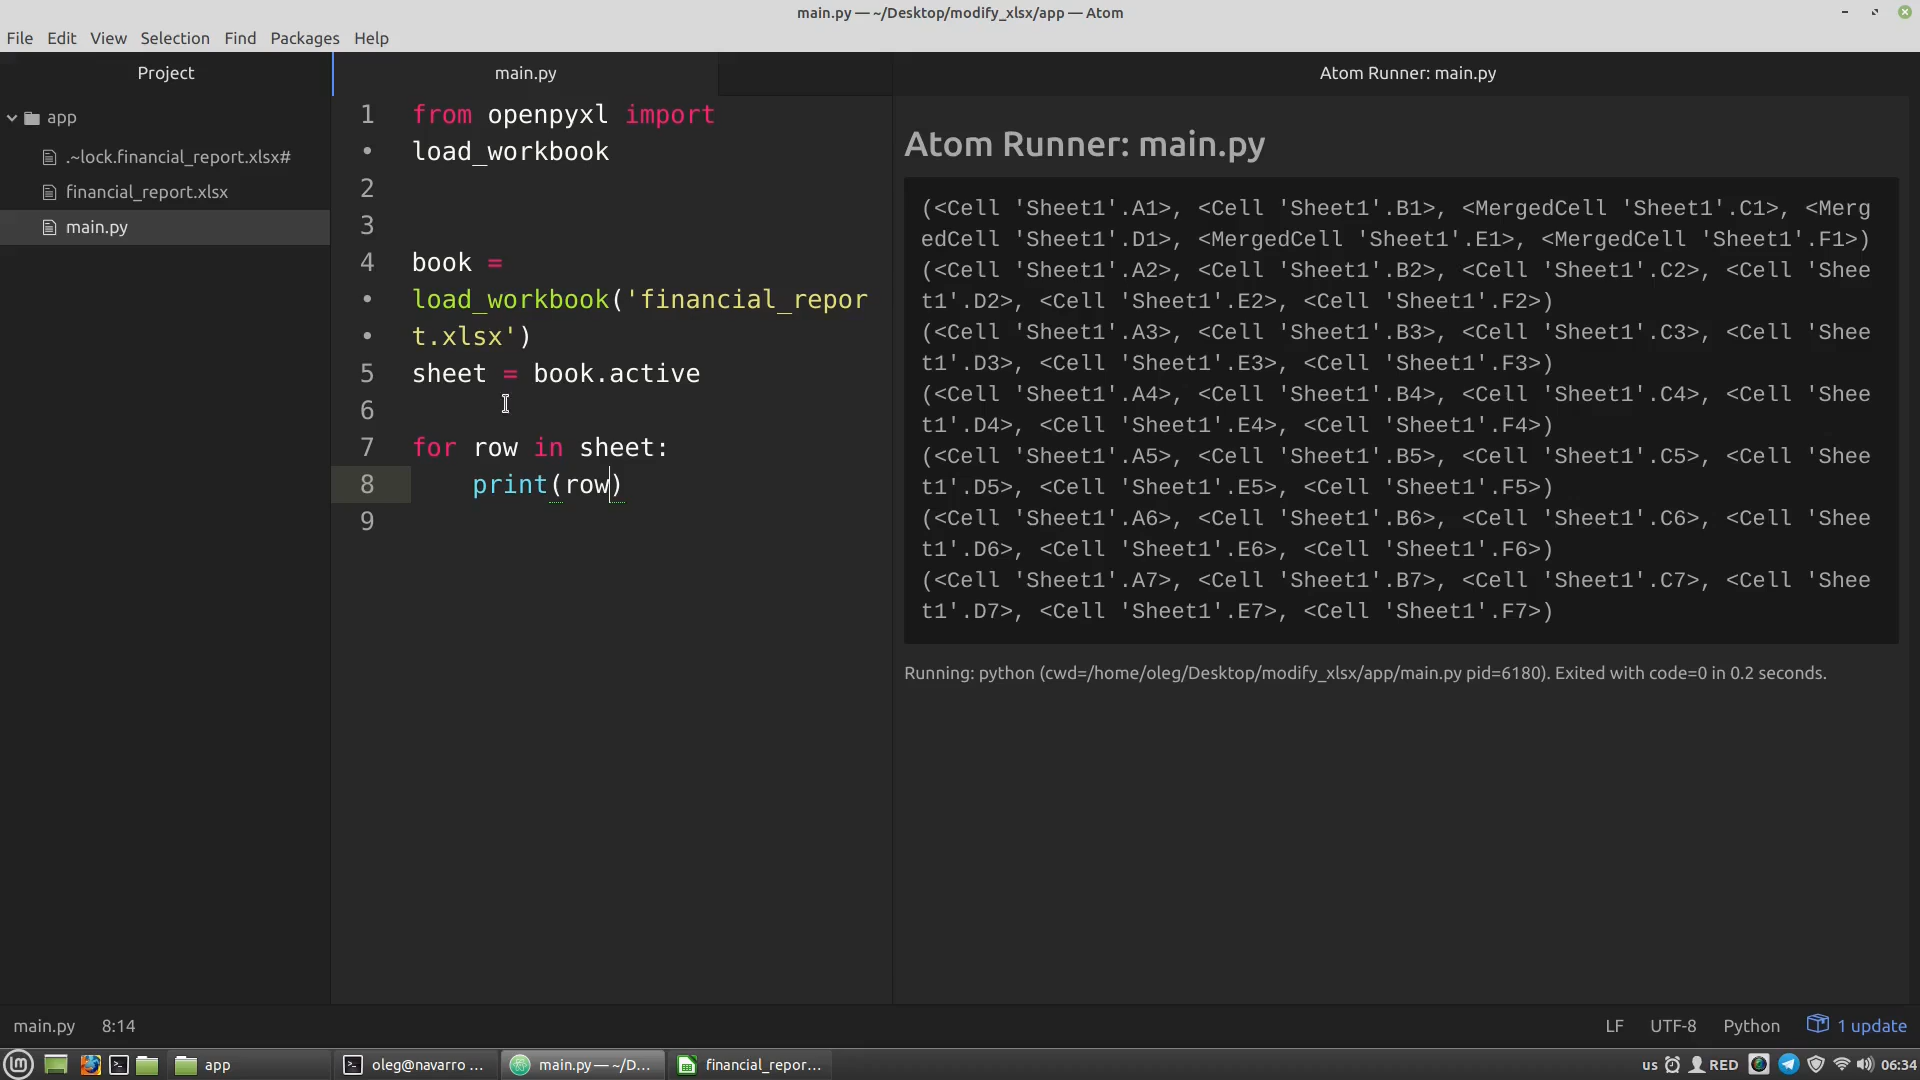 main.py — ~/Desktop/modify_xlsx/app — Atom
File Edit View Selection Find Packages Help
Project
app
.~lock.financial_report.xlsx#
financial_report.xlsx
main.py
main.py
1 from openpyxl import
• load_workbook
2
3
4 book =
• load_workbook('financial_repor
• t.xlsx')
5 sheet = book.active
6
7 for row in sheet:
8 print(row)
9
Atom Runner: main.py
Atom Runner: main.py
(<Cell 'Sheet1'.A1>, <Cell 'Sheet1'.B1>, <MergedCell 'Sheet1'.C1>, <Merg
edCell 'Sheet1'.D1>, <MergedCell 'Sheet1'.E1>, <MergedCell 'Sheet1'.F1>)
(<Cell 'Sheet1'.A2>, <Cell 'Sheet1'.B2>, <Cell 'Sheet1'.C2>, <Cell 'Shee
t1'.D2>, <Cell 'Sheet1'.E2>, <Cell 'Sheet1'.F2>)
(<Cell 'Sheet1'.A3>, <Cell 'Sheet1'.B3>, <Cell 'Sheet1'.C3>, <Cell 'Shee
t1'.D3>, <Cell 'Sheet1'.E3>, <Cell 'Sheet1'.F3>)
(<Cell 'Sheet1'.A4>, <Cell 'Sheet1'.B4>, <Cell 'Sheet1'.C4>, <Cell 'Shee
t1'.D4>, <Cell 'Sheet1'.E4>, <Cell 'Sheet1'.F4>)
(<Cell 'Sheet1'.A5>, <Cell 'Sheet1'.B5>, <Cell 'Sheet1'.C5>, <Cell 'Shee
t1'.D5>, <Cell 'Sheet1'.E5>, <Cell 'Sheet1'.F5>)
(<Cell 'Sheet1'.A6>, <Cell 'Sheet1'.B6>, <Cell 'Sheet1'.C6>, <Cell 'Shee
t1'.D6>, <Cell 'Sheet1'.E6>, <Cell 'Sheet1'.F6>)
(<Cell 'Sheet1'.A7>, <Cell 'Sheet1'.B7>, <Cell 'Sheet1'.C7>, <Cell 'Shee
t1'.D7>, <Cell 'Sheet1'.E7>, <Cell 'Sheet1'.F7>)
Running: python (cwd=/home/oleg/Desktop/modify_xlsx/app/main.py pid=6180). Exited with code=0 in 0.2 seconds.
main.py 8:14
LF UTF-8 Python 1 update
app
oleg@navarro ...
main.py — ~/D...
financial_repor...
us RED 06:34